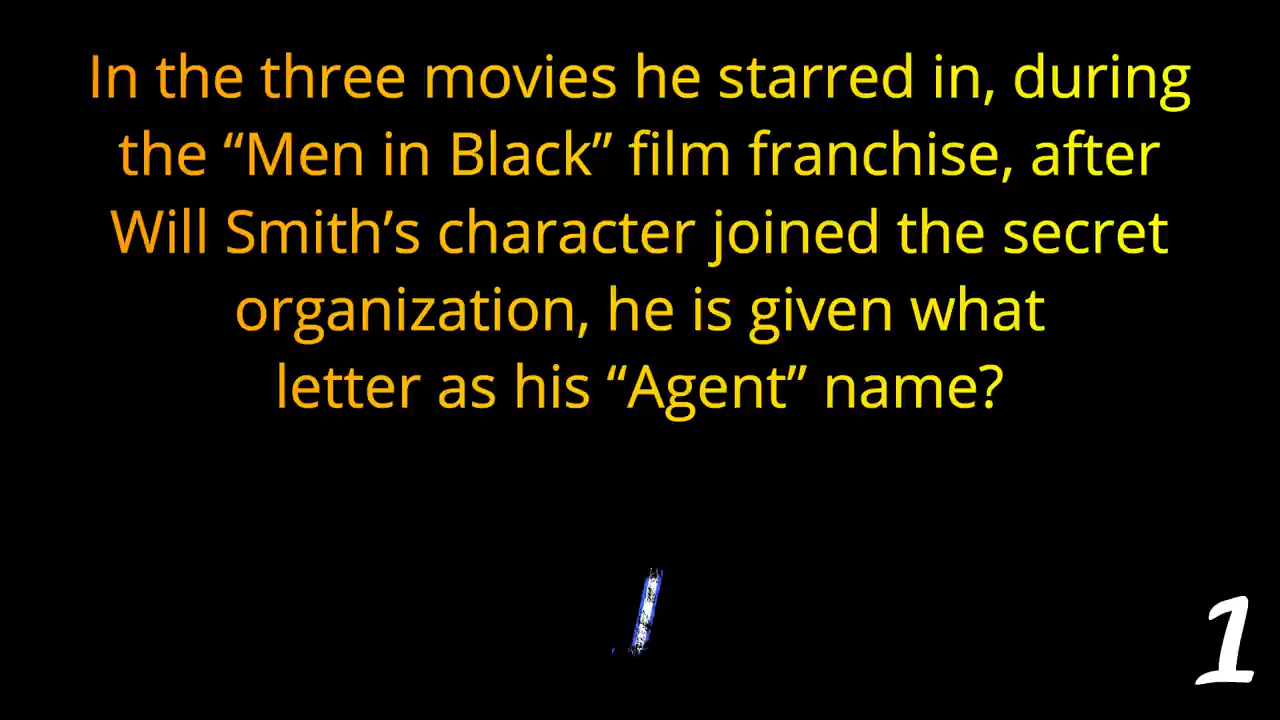 In the three movies he starred in, during
the “Men in Black” film franchise, after
Will Smith’s character joined the secret
organization, he is given what
letter as his “Agent” name?
1